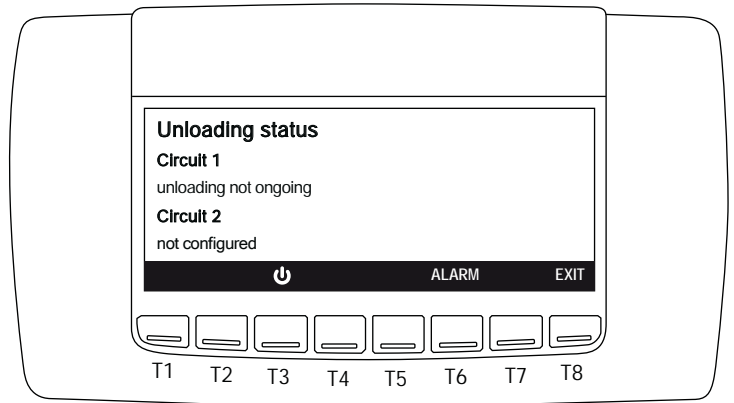 Unloading status
Circuit 1
unloading not ongoing
Circuit 2
not configured
ALARM EXIT
T1 T2 T3 T4 T5 T6 T7 T8